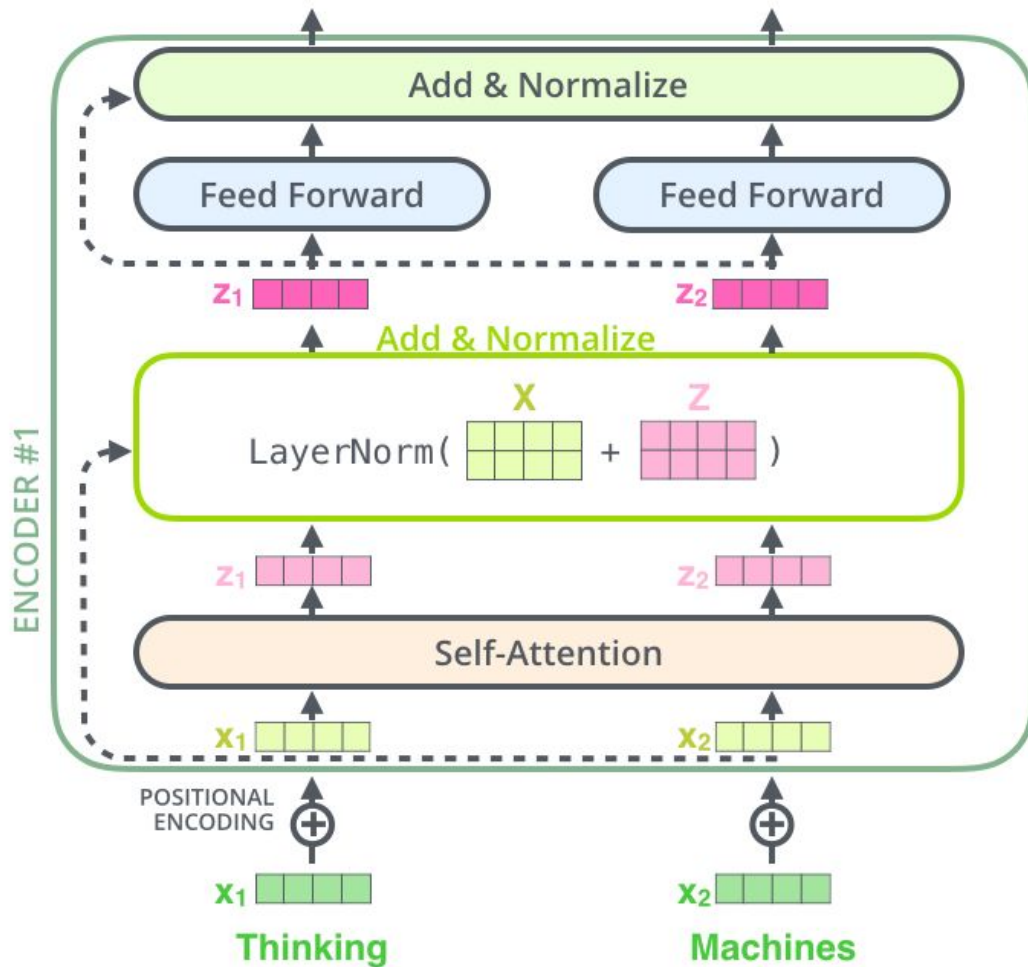 Add & Normalize
Feed Forward
Feed Forward
z₁
z₂
Add & Normalize
X
Z
LayerNorm( + )
ENCODER #1
z₁
z₂
Self-Attention
x₁
x₂
POSITIONAL
ENCODING
x₁
x₂
Thinking
Machines